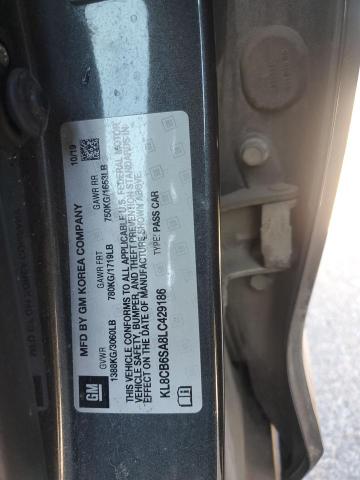 MFD BY GM KOREA COMPANY
10/19
GVWR
1388KG/3060LB
GAWR FRT
780KG/1719LB
GAWR RR
750KG/1653LB
THIS VEHICLE CONFORMS TO ALL APPLICABLE U.S. FEDERAL MOTOR
VEHICLE SAFETY, BUMPER, AND THEFT PREVENTION STANDARDS IN
EFFECT ON THE DATE OF MANUFACTURE SHOWN ABOVE.
KL8CB6SA8LC429186
TYPE: PASS CAR
GM